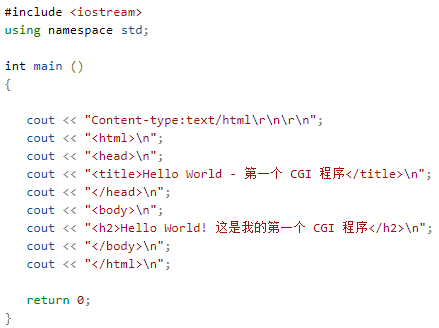 #include <iostream>
using namespace std;
int main ()
{
cout << "Content-type:text/html\r\n\r\n";
cout << "<html>\n";
cout << "<head>\n";
cout << "<title>Hello World - 第一个 CGI 程序</title>\n";
cout << "</head>\n";
cout << "<body>\n";
cout << "<h2>Hello World! 这是我的第一个 CGI 程序</h2>\n";
cout << "</body>\n";
cout << "</html>\n";
return 0;
}